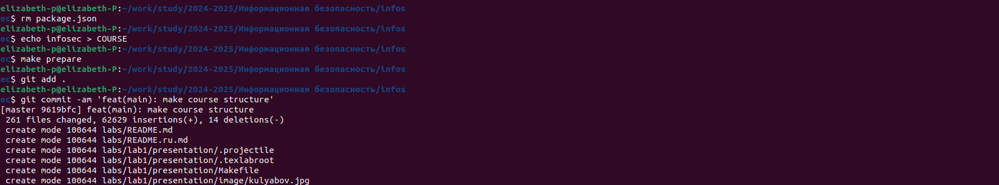 elizabeth-p@elizabeth-P:~/work/study/2024-2025/Информационная безопасность/infos
ec$ rm package.json
elizabeth-p@elizabeth-P:~/work/study/2024-2025/Информационная безопасность/infos
ec$ echo infosec > COURSE
elizabeth-p@elizabeth-P:~/work/study/2024-2025/Информационная безопасность/infos
ec$ make prepare
elizabeth-p@elizabeth-P:~/work/study/2024-2025/Информационная безопасность/infos
ec$ git add .
elizabeth-p@elizabeth-P:~/work/study/2024-2025/Информационная безопасность/infos
ec$ git commit -am 'feat(main): make course structure'
[master 9619bfc] feat(main): make course structure
 261 files changed, 62629 insertions(+), 14 deletions(-)
 create mode 100644 labs/README.md
 create mode 100644 labs/README.ru.md
 create mode 100644 labs/lab1/presentation/.projectile
 create mode 100644 labs/lab1/presentation/.texlabroot
 create mode 100644 labs/lab1/presentation/Makefile
 create mode 100644 labs/lab1/presentation/image/kulyabov.jpg